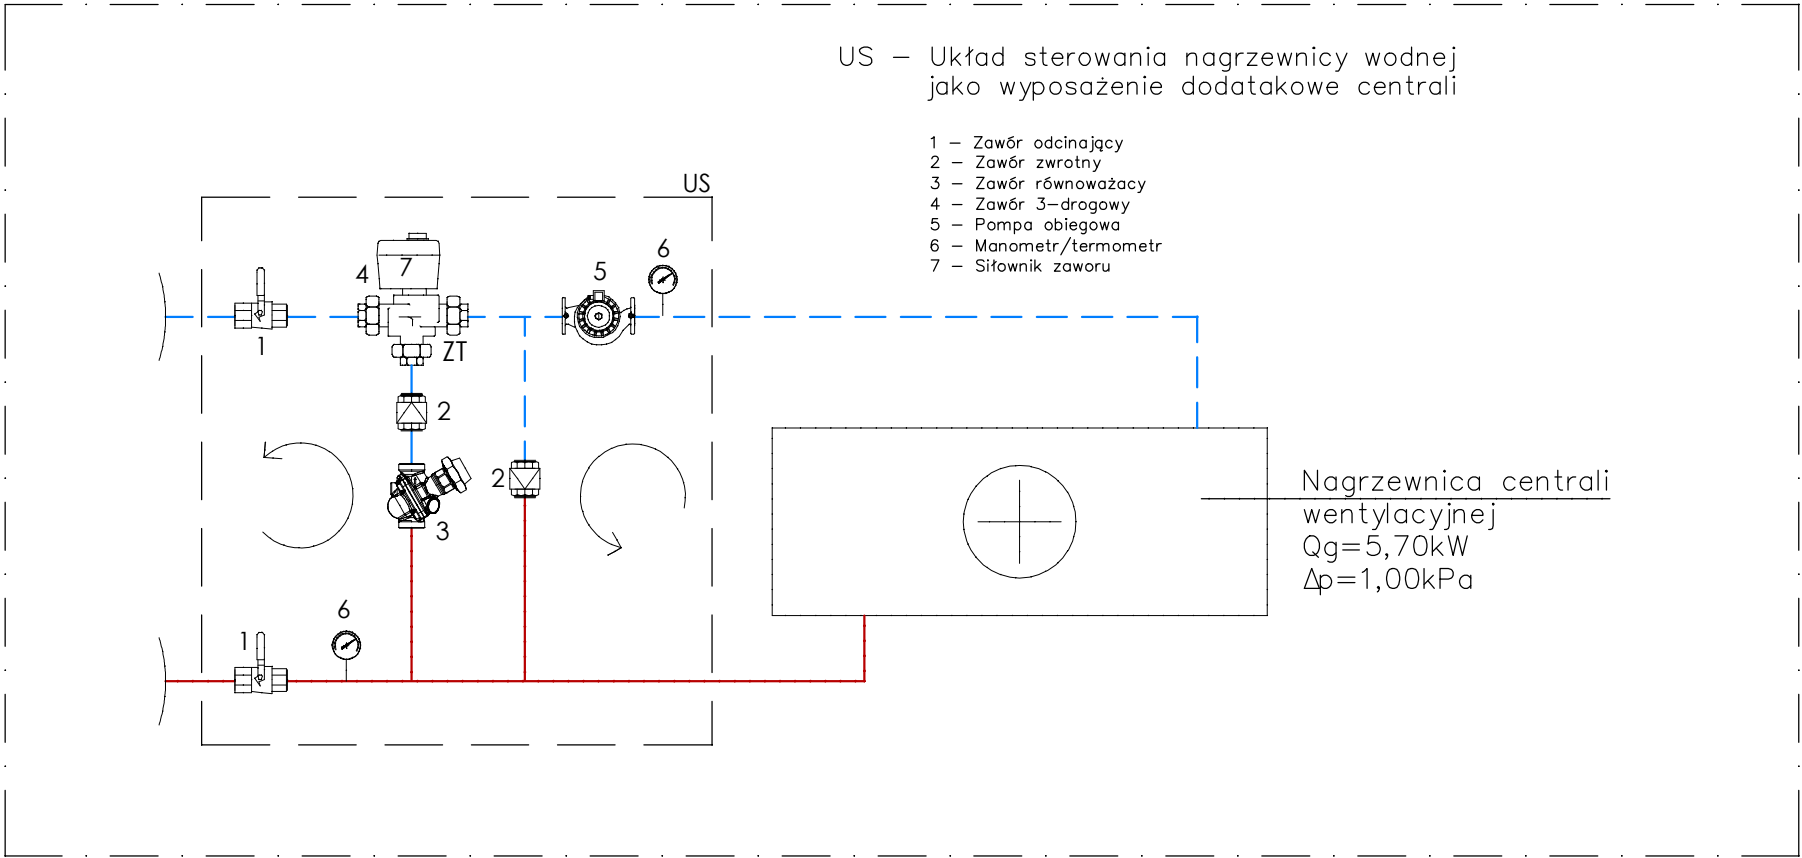 US – Układ sterowania nagrzewnicy wodnej
jako wyposażenie dodatakowe centrali
1 – Zawór odcinający
2 – Zawór zwrotny
3 – Zawór równoważacy
4 – Zawór 3–drogowy
5 – Pompa obiegowa
6 – Manometr/termometr
7 – Siłownik zaworu
US
6
4
7
5
1
ZT
2
2
3
6
1
Nagrzewnica centrali
wentylacyjnej
Qg=5,70kW
Δp=1,00kPa